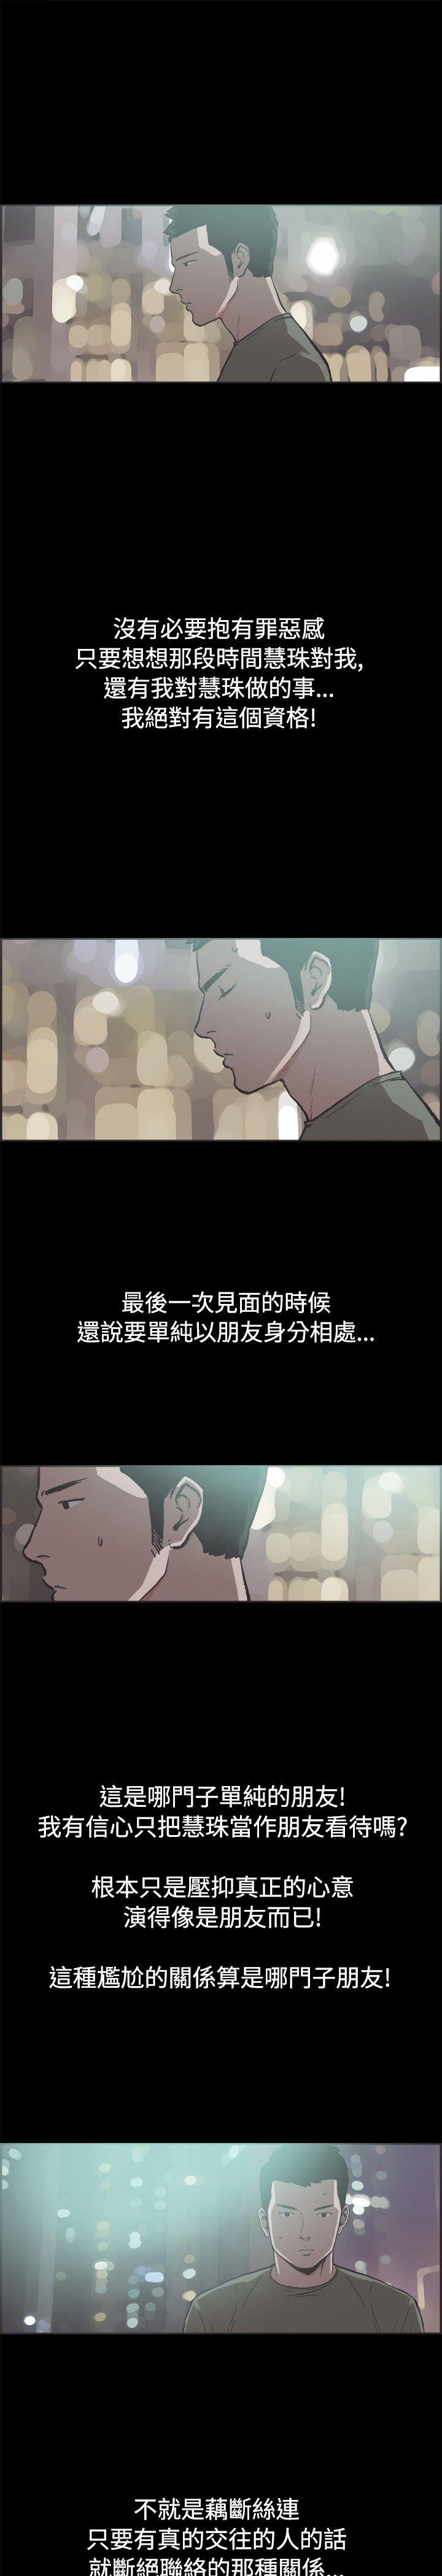 沒有必要抱有罪惡感
只要想想那段時間慧珠對我,
還有我對慧珠做的事...
我絕對有這個資格!
最後一次見面的時候
還說要單純以朋友身分相處...
這是哪門子單純的朋友!
我有信心只把慧珠當作朋友看待嗎?
根本只是壓抑真正的心意
演得像是朋友而已!
這種尷尬的關係算是哪門子朋友!
不就是藕斷絲連
只要有真的交往的人的話
就斷絕聯絡的那種關係...